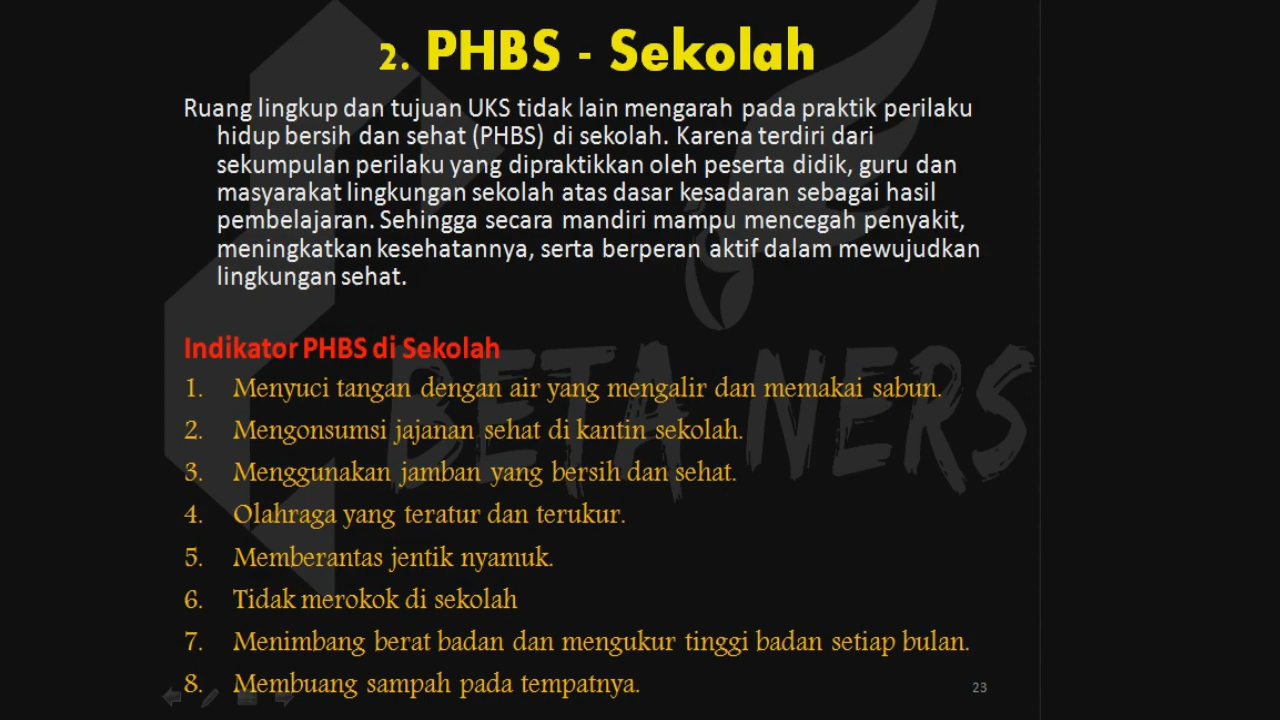 2. PHBS - Sekolah
Ruang lingkup dan tujuan UKS tidak lain mengarah pada praktik perilaku
hidup bersih dan sehat (PHBS) di sekolah. Karena terdiri dari
sekumpulan perilaku yang dipraktikkan oleh peserta didik, guru dan
masyarakat lingkungan sekolah atas dasar kesadaran sebagai hasil
pembelajaran. Sehingga secara mandiri mampu mencegah penyakit,
meningkatkan kesehatannya, serta berperan aktif dalam mewujudkan
lingkungan sehat.
Indikator PHBS di Sekolah
1. Menyuci tangan dengan air yang mengalir dan memakai sabun.
2. Mengonsumsi jajanan sehat di kantin sekolah.
3. Menggunakan jamban yang bersih dan sehat.
4. Olahraga yang teratur dan terukur.
5. Memberantas jentik nyamuk.
6. Tidak merokok di sekolah
7. Menimbang berat badan dan mengukur tinggi badan setiap bulan.
8. Membuang sampah pada tempatnya.
BETA NERS
23